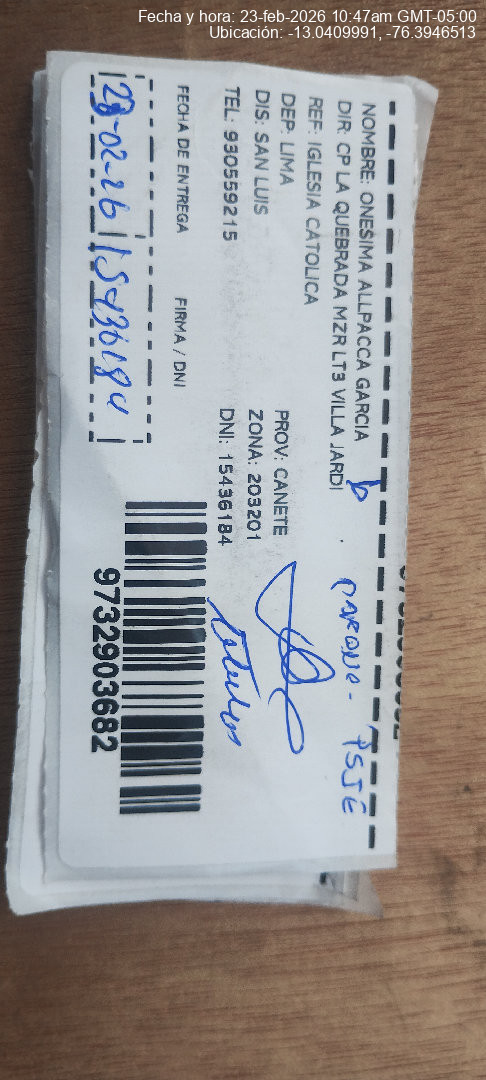 Fecha y hora: 23-feb-2026 10:47am GMT-05:00
Ubicación: -13.0409991, -76.3946513
NOMBRE: ONESIMA ALLPACCA GARCIA
DIR: CP LA QUEBRADA MZR LT3 VILLA JARDI
REF: IGLESIA CATOLICA
DEP: LIMA PROV: CANETE
DIS: SAN LUIS ZONA: 203201
TEL: 930559215 DNI: 15436184
FECHA DE ENTREGA FIRMA / DNI
23-02-26 15436184
PSJE
9732903682